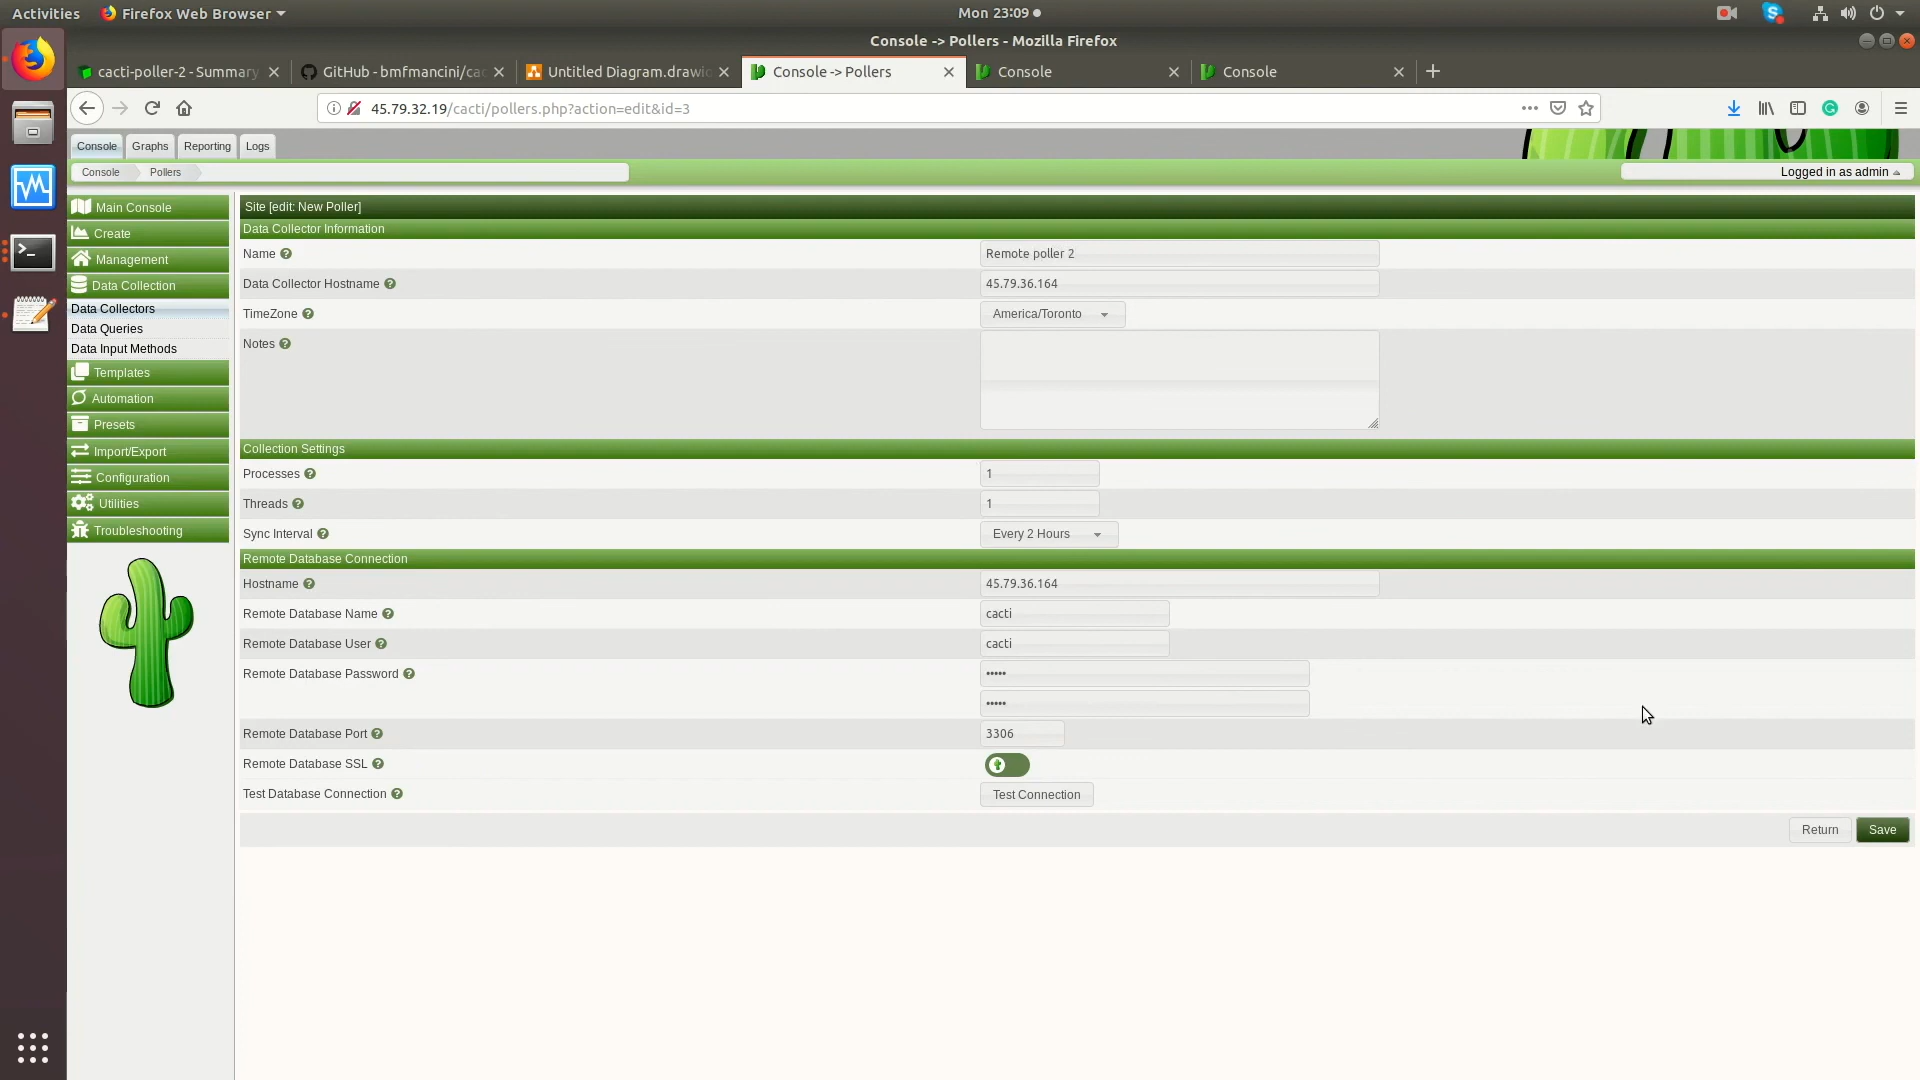 Activities
Firefox Web Browser
Mon 23:09
Console -> Pollers - Mozilla Firefox
cacti-poller-2 - Summary
GitHub - bmfmancini/cac
Untitled Diagram.drawio
Console -> Pollers
Console
Console
45.79.32.19/cacti/pollers.php?action=edit&id=3
Console
Graphs
Reporting
Logs
Console
Pollers
Logged in as admin
Main Console
Create
Management
Data Collection
Data Collectors
Data Queries
Data Input Methods
Templates
Automation
Presets
Import/Export
Configuration
Utilities
Troubleshooting
Site [edit: New Poller]
Data Collector Information
Name
Remote poller 2
Data Collector Hostname
45.79.36.164
TimeZone
America/Toronto
Notes
Collection Settings
Processes
1
Threads
1
Sync Interval
Every 2 Hours
Remote Database Connection
Hostname
45.79.36.164
Remote Database Name
cacti
Remote Database User
cacti
Remote Database Password
•••••
•••••
Remote Database Port
3306
Remote Database SSL
Test Database Connection
Test Connection
Return
Save